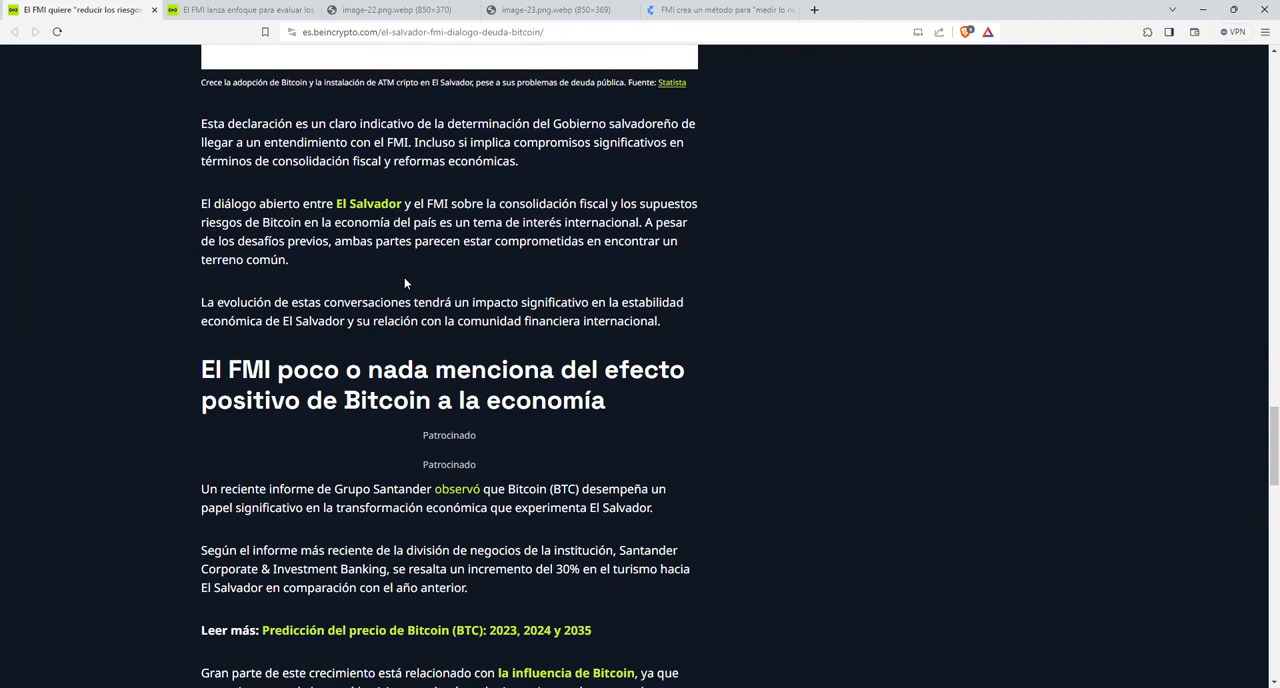 El FMI quiere "reducir los riesgos
El FMI lanza enfoque para evaluar los
image-22.png.webp (850×370)
image-23.png.webp (850×369)
FMI crea un método para "medir lo ne
es.beincrypto.com/el-salvador-fmi-dialogo-deuda-bitcoin/
VPN
Crece la adopción de Bitcoin y la instalación de ATM cripto en El Salvador, pese a sus problemas de deuda pública. Fuente: Statista
Esta declaración es un claro indicativo de la determinación del Gobierno salvadoreño de
llegar a un entendimiento con el FMI. Incluso si implica compromisos significativos en
términos de consolidación fiscal y reformas económicas.
El diálogo abierto entre El Salvador y el FMI sobre la consolidación fiscal y los supuestos
riesgos de Bitcoin en la economía del país es un tema de interés internacional. A pesar
de los desafíos previos, ambas partes parecen estar comprometidas en encontrar un
terreno común.
La evolución de estas conversaciones tendrá un impacto significativo en la estabilidad
económica de El Salvador y su relación con la comunidad financiera internacional.
El FMI poco o nada menciona del efecto
positivo de Bitcoin a la economía
Patrocinado
Patrocinado
Un reciente informe de Grupo Santander observó que Bitcoin (BTC) desempeña un
papel significativo en la transformación económica que experimenta El Salvador.
Según el informe más reciente de la división de negocios de la institución, Santander
Corporate & Investment Banking, se resalta un incremento del 30% en el turismo hacia
El Salvador en comparación con el año anterior.
Leer más: Predicción del precio de Bitcoin (BTC): 2023, 2024 y 2035
Gran parte de este crecimiento está relacionado con la influencia de Bitcoin, ya que